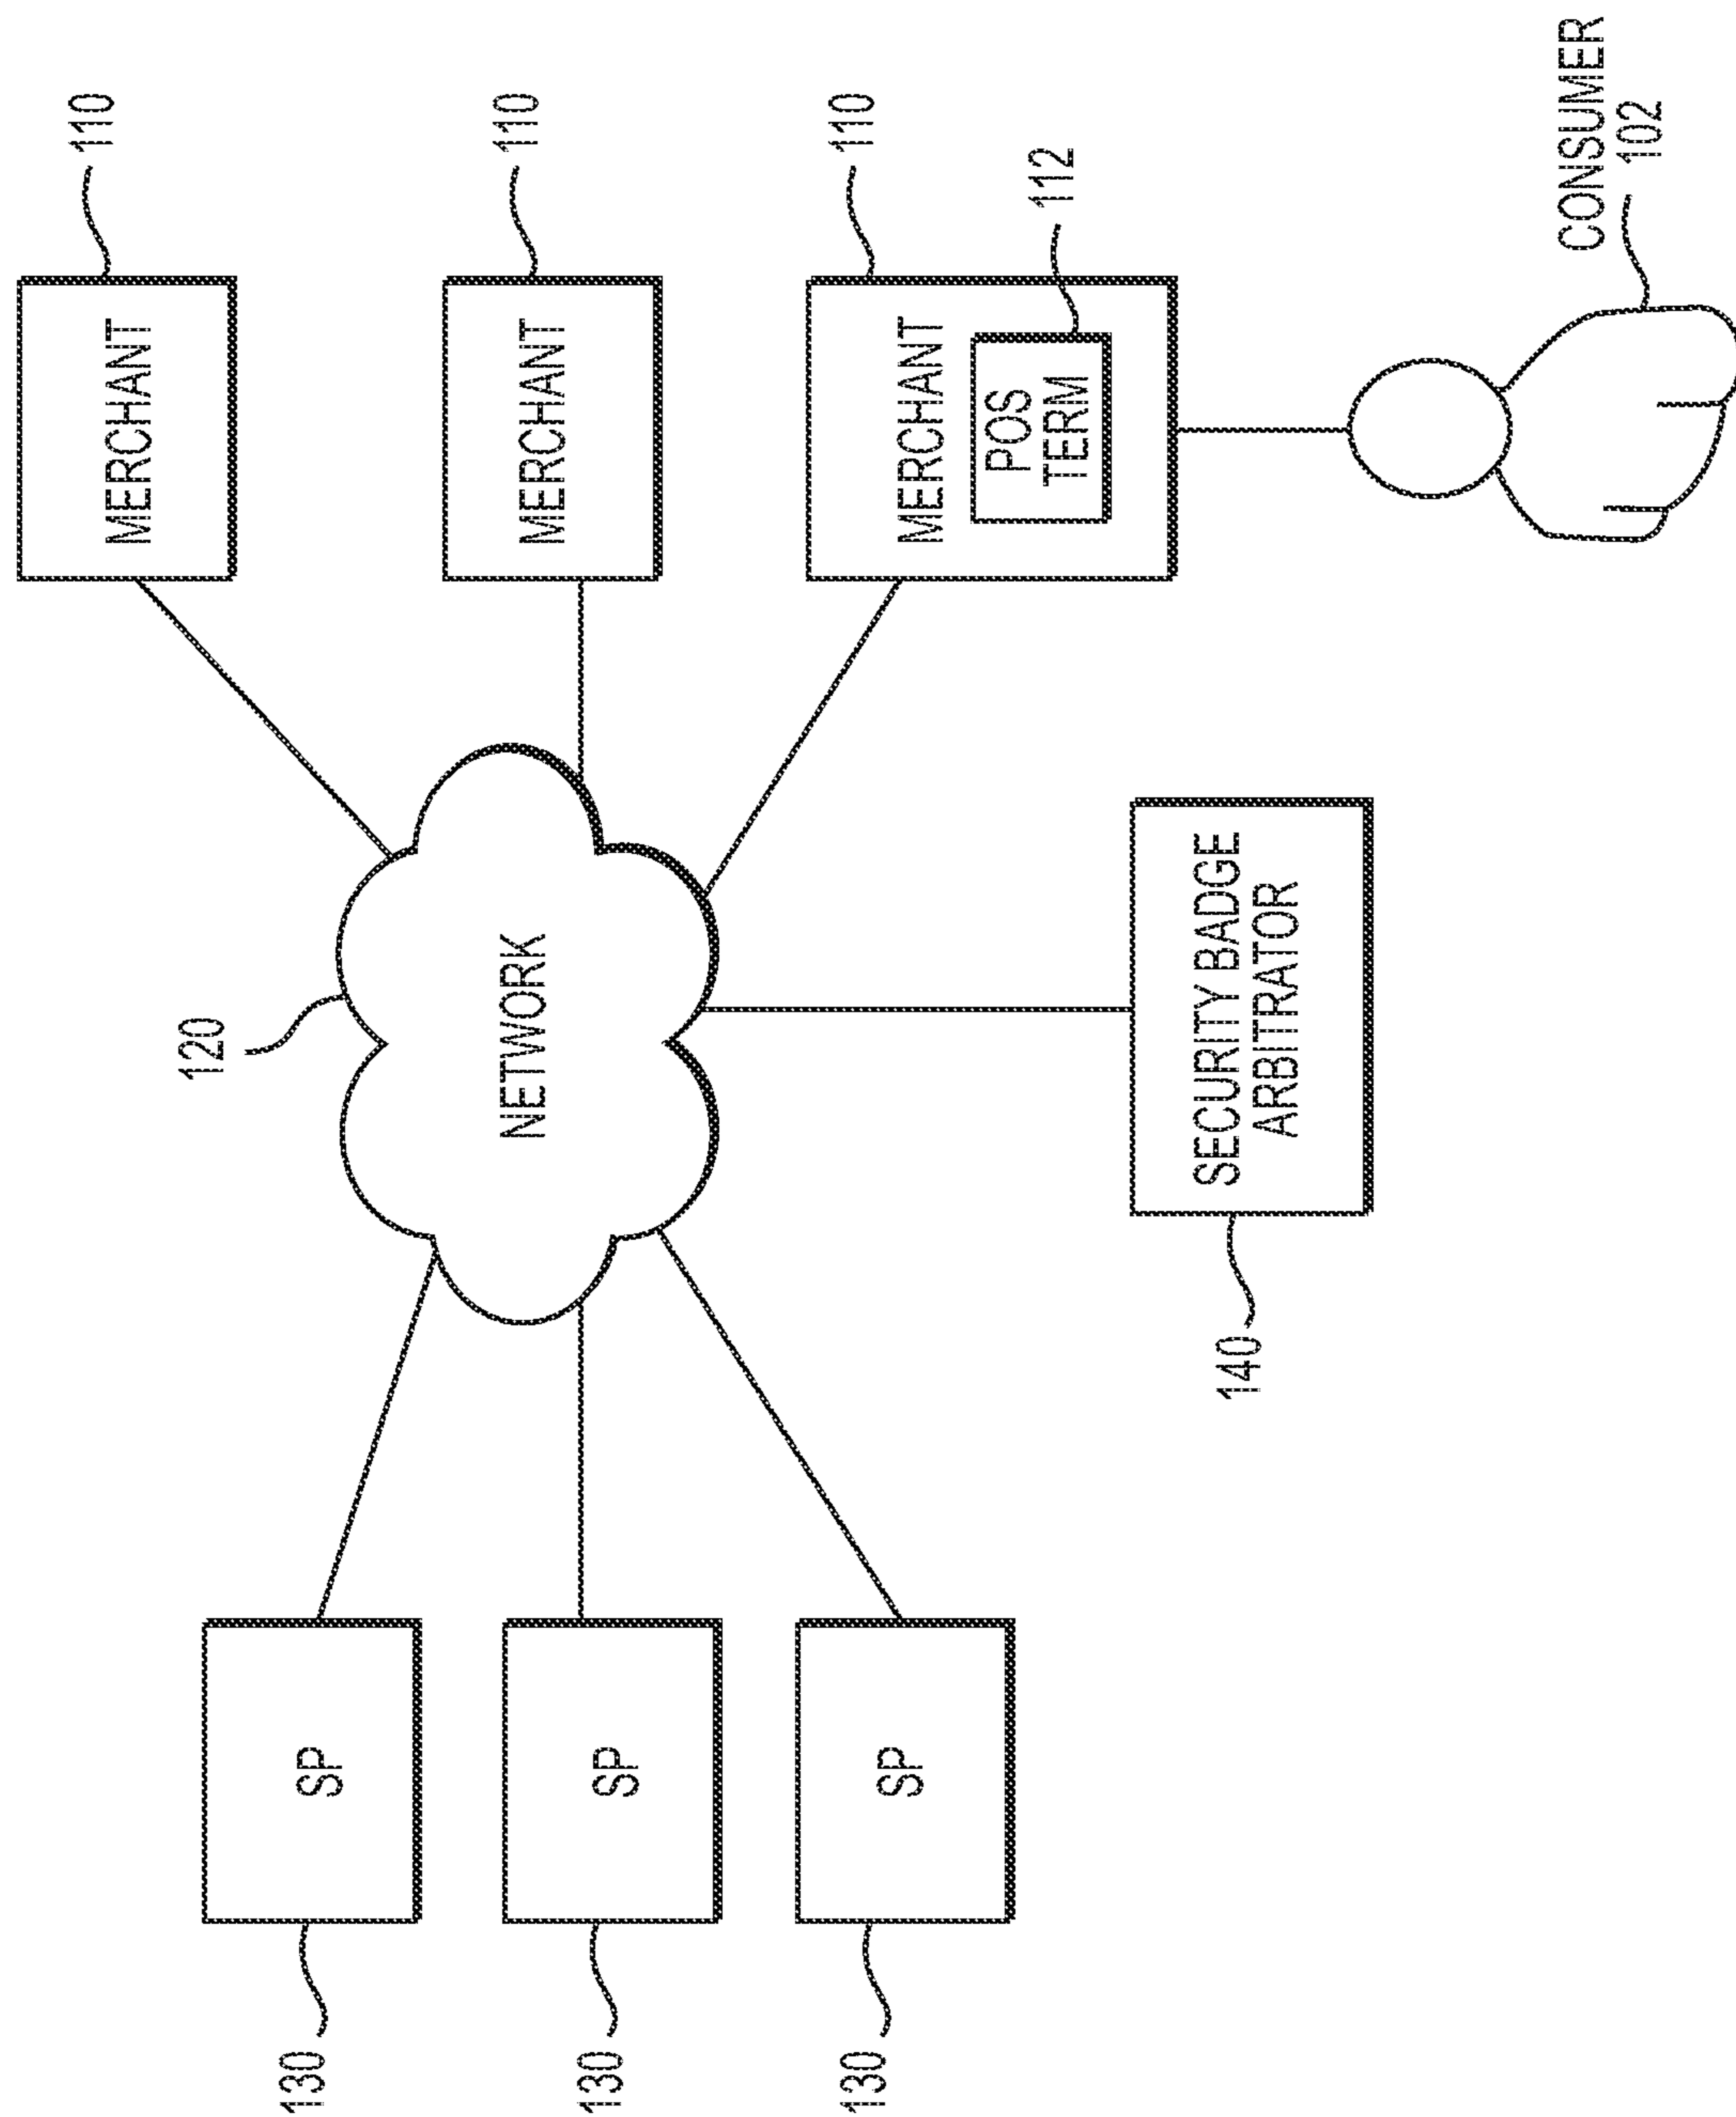 110
MERCHANT
120
130
SP
NETWORK
MERCHANT
110
130
SP
130
SP
MERCHANT
110
POS
TERM
112
SECURITY BADGE
ARBITRATOR
140
CONSUMER
102